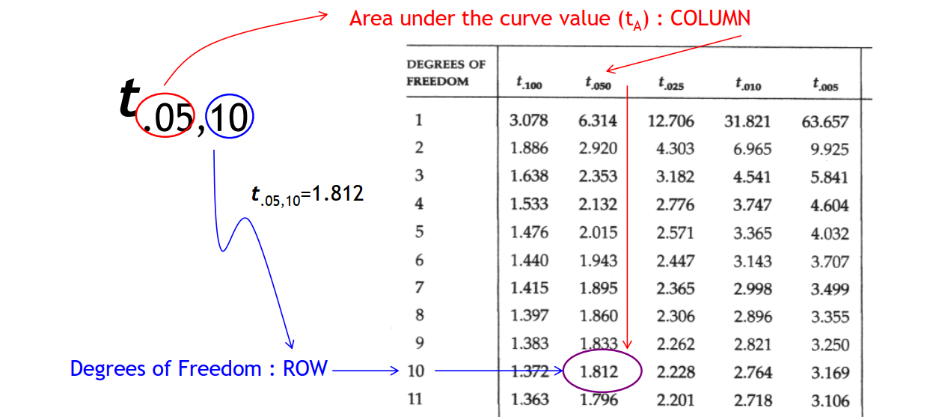 Area under the curve value (tA) : COLUMN
t.05,10
t.05,10=1.812
Degrees of Freedom : ROW
DEGREES OF
FREEDOM t.100 t.050 t.025 t.010 t.005
1 3.078 6.314 12.706 31.821 63.657
2 1.886 2.920 4.303 6.965 9.925
3 1.638 2.353 3.182 4.541 5.841
4 1.533 2.132 2.776 3.747 4.604
5 1.476 2.015 2.571 3.365 4.032
6 1.440 1.943 2.447 3.143 3.707
7 1.415 1.895 2.365 2.998 3.499
8 1.397 1.860 2.306 2.896 3.355
9 1.383 1.833 2.262 2.821 3.250
10 1.372 1.812 2.228 2.764 3.169
11 1.363 1.796 2.201 2.718 3.106